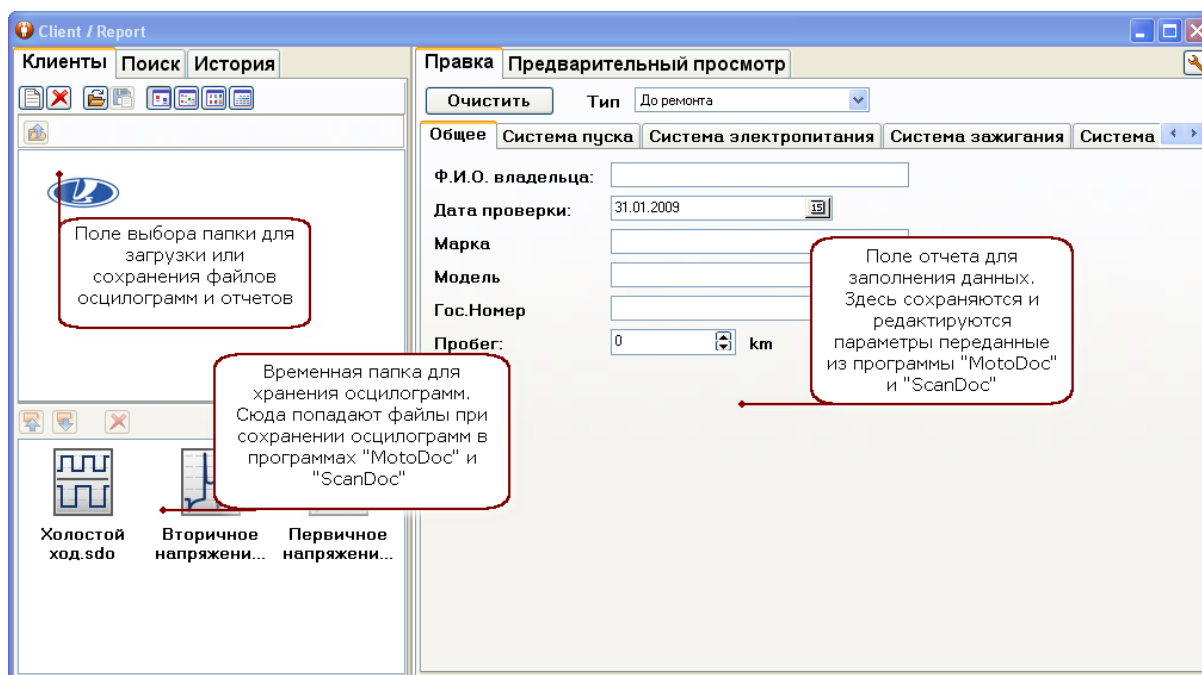 Client / Report
Клиенты Поиск История
Правка Предварительный просмотр
Очистить Тип До ремонта
Общее Система пуска Система электропитания Система зажигания Система
Ф.И.О. владельца:
Дата проверки: 31.01.2009 15
Марка
Модель
Гос.Номер
Пробег: 0 km
Поле выбора папки для
загрузки или
сохранения файлов
осцилограмм и отчетов
Временная папка для
хранения осцилограмм.
Сюда попадают файлы при
сохранении осцилограмм в
программах "MotoDoc" и
"ScanDoc"
Поле отчета для
заполнения данных.
Здесь сохраняются и
редактируются
параметры переданные
из программы "MotoDoc"
и "ScanDoc"
Холостой
ход.sdo
Вторичное
напряжени...
Первичное
напряжени...